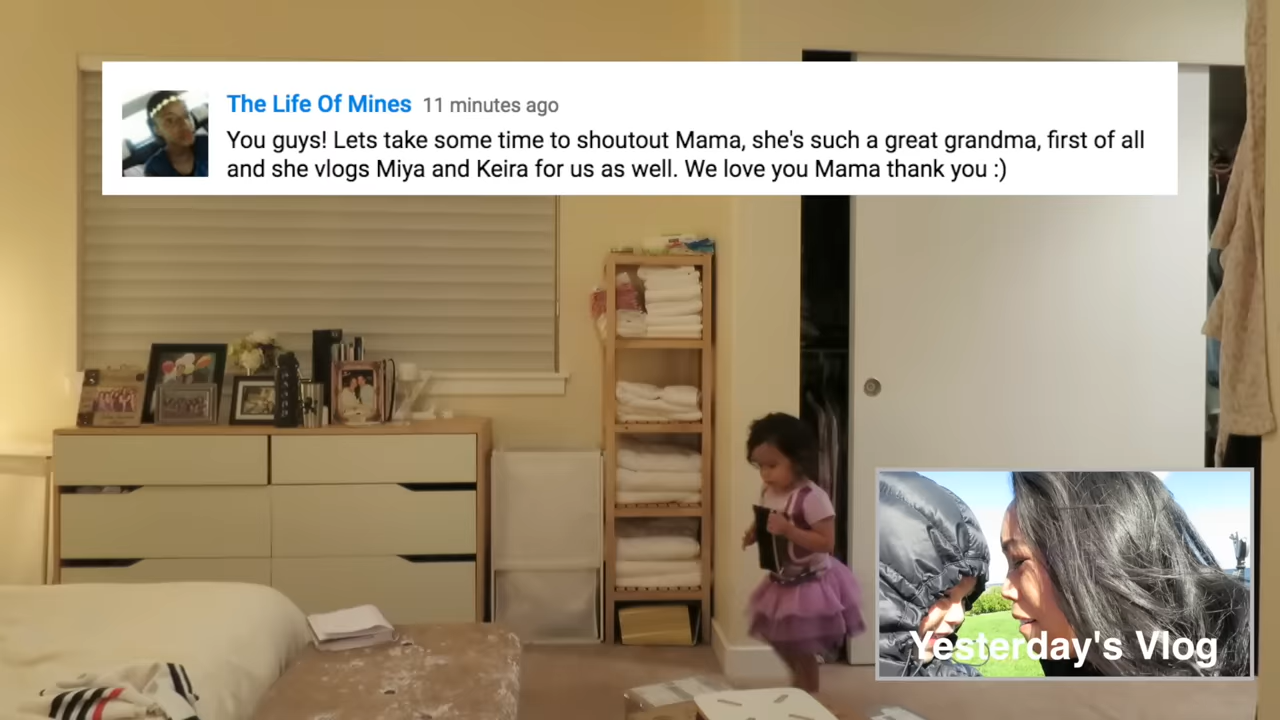 The Life Of Mines 11 minutes ago
You guys! Lets take some time to shoutout Mama, she's such a great grandma, first of all
and she vlogs Miya and Keira for us as well. We love you Mama thank you :)
Yesterday's Vlog